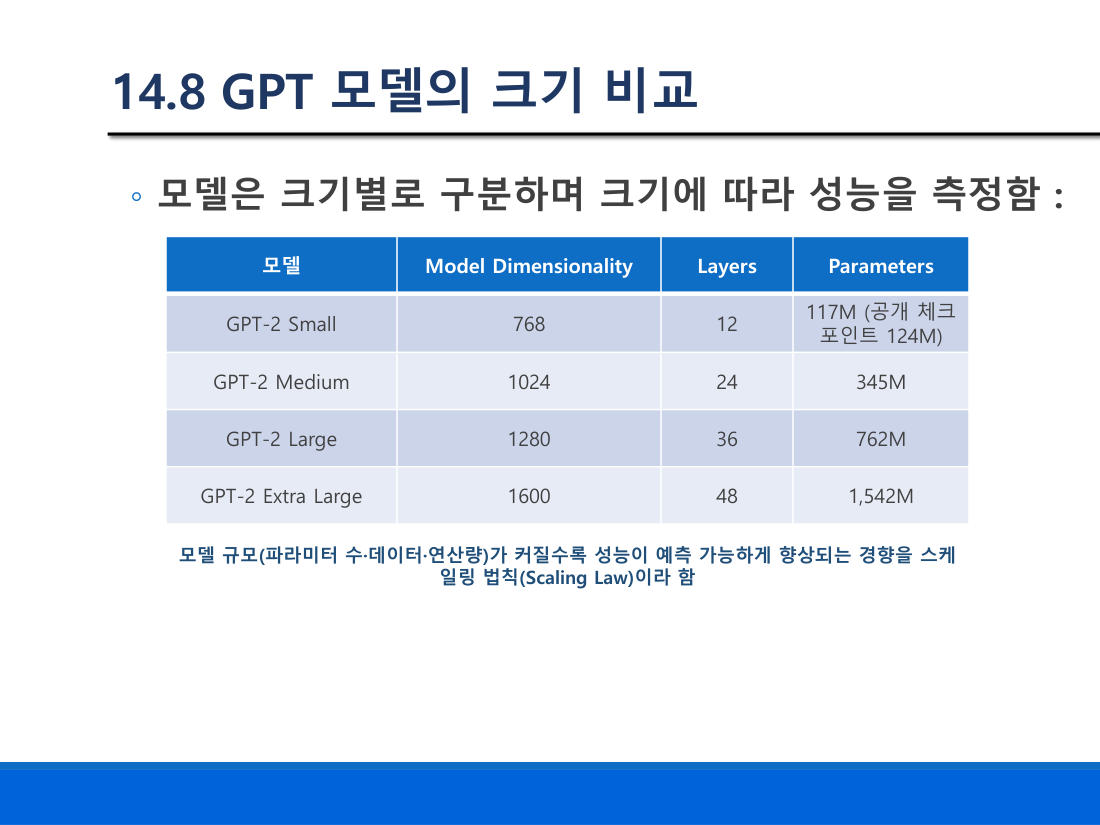 14.8 GPT 모델의 크기 비교
◦ 모델은 크기별로 구분하며 크기에 따라 성능을 측정함 :
모델 Model Dimensionality Layers Parameters
GPT-2 Small 768 12 117M (공개 체크
포인트 124M)
GPT-2 Medium 1024 24 345M
GPT-2 Large 1280 36 762M
GPT-2 Extra Large 1600 48 1,542M
모델 규모(파라미터 수·데이터·연산량)가 커질수록 성능이 예측 가능하게 향상되는 경향을 스케
일링 법칙(Scaling Law)이라 함